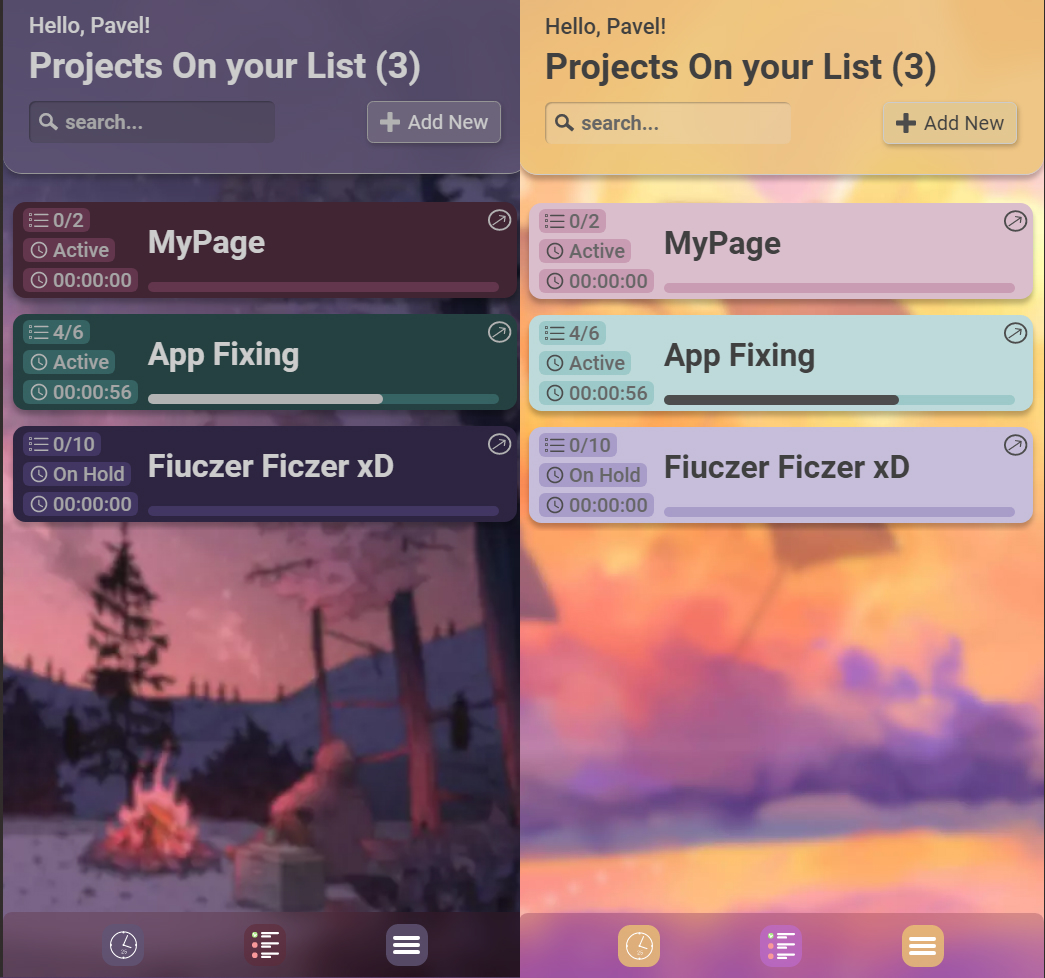 Hello, Pavel!
Projects On your List (3)
search...
Add New
0/2
Active
00:00:00
MyPage
4/6
Active
00:00:56
App Fixing
0/10
On Hold
00:00:00
Fiuczer Ficzer xD
Hello, Pavel!
Projects On your List (3)
search...
Add New
0/2
Active
00:00:00
MyPage
4/6
Active
00:00:56
App Fixing
0/10
On Hold
00:00:00
Fiuczer Ficzer xD